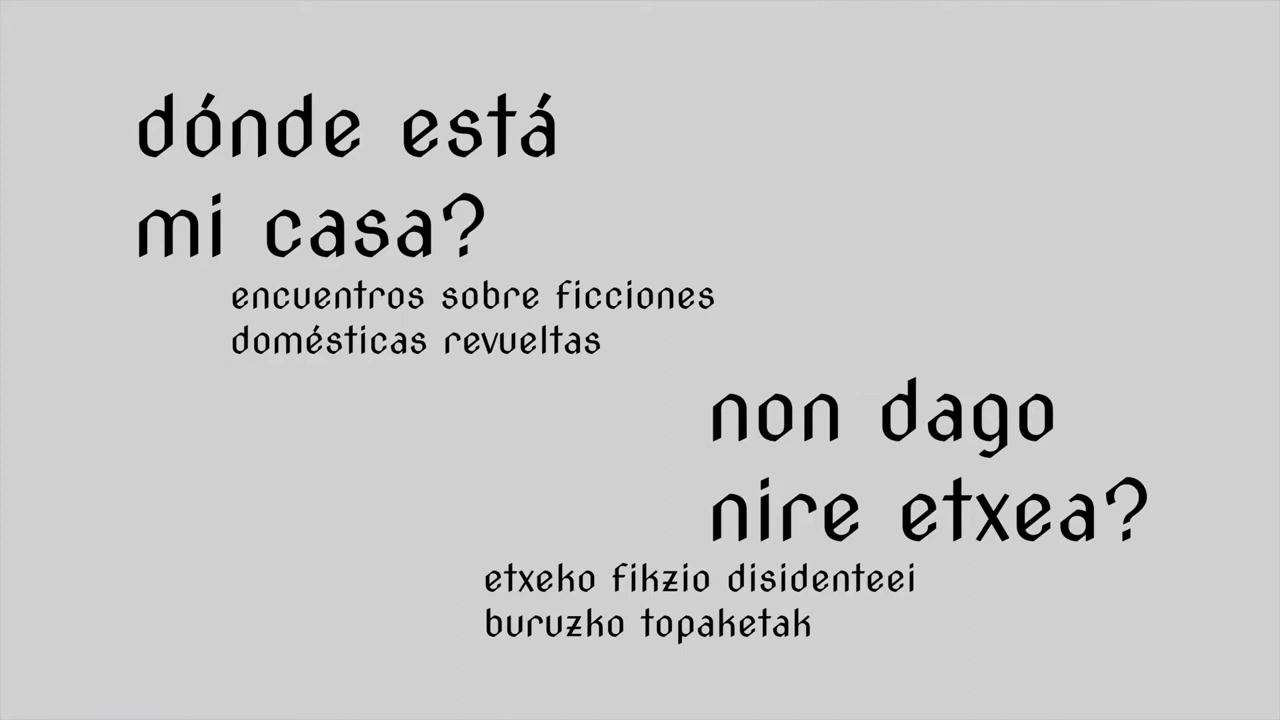 dónde está
mi casa?
encuentros sobre ficciones
domésticas revueltas
non dago
nire etxea?
etxeko fikzio disidenteei
buruzko topaketak